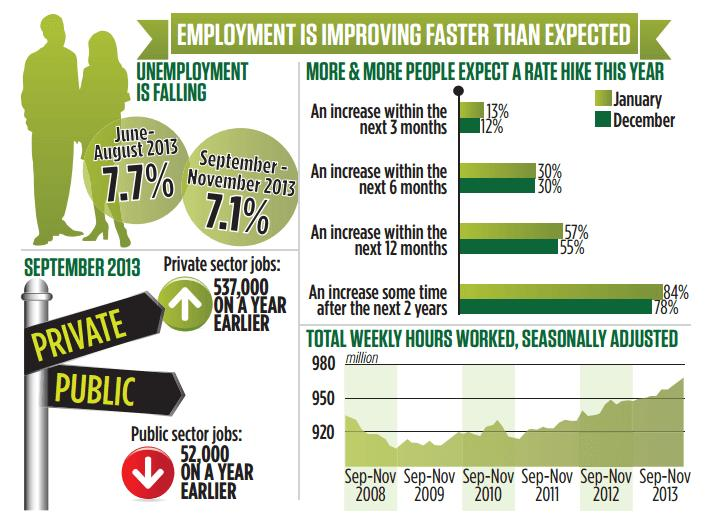 EMPLOYMENT IS IMPROVING FASTER THAN EXPECTED
UNEMPLOYMENT
IS FALLING
June-
August 2013
7.7%
September -
November 2013
7.1%
MORE & MORE PEOPLE EXPECT A RATE HIKE THIS YEAR
January
December
An increase within the
next 3 months
13%
12%
An increase within the
next 6 months
30%
30%
An increase within the
next 12 months
57%
55%
An increase some time
after the next 2 years
84%
78%
SEPTEMBER 2013
Private sector jobs:
537,000
ON A YEAR
EARLIER
PRIVATE
PUBLIC
Public sector jobs:
52,000
ON A YEAR
EARLIER
TOTAL WEEKLY HOURS WORKED, SEASONALLY ADJUSTED
million
980
950
920
Sep-Nov
2008
Sep-Nov
2009
Sep-Nov
2010
Sep-Nov
2011
Sep-Nov
2012
Sep-Nov
2013